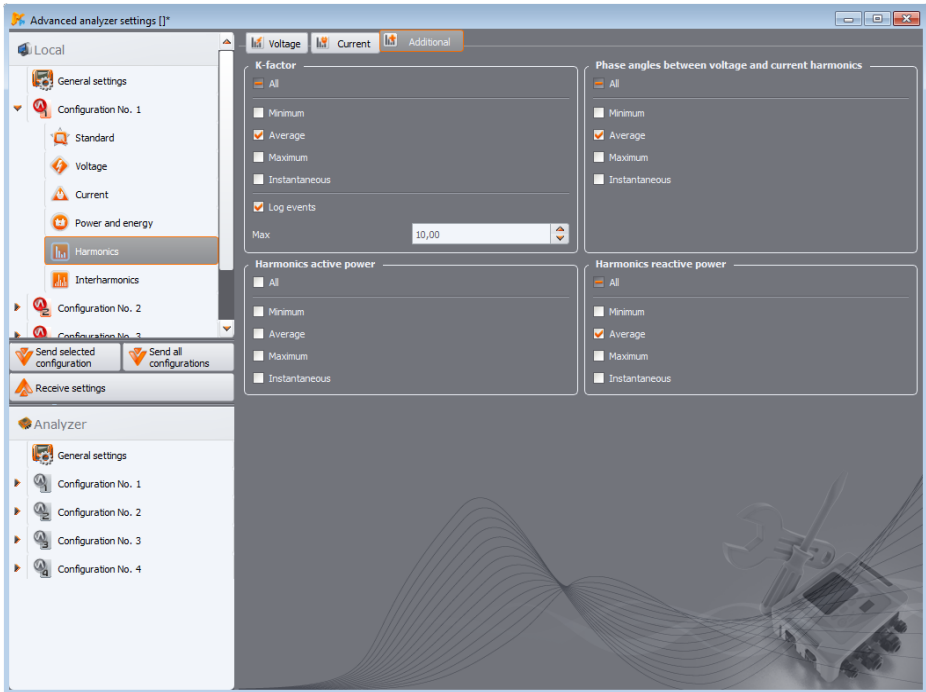 Advanced analyzer settings []*
Local
General settings
Configuration No. 1
Standard
Voltage
Current
Power and energy
Harmonics
Interharmonics
Configuration No. 2
Configuration No. 3
Send selected configuration
Send all configurations
Receive settings
Analyzer
General settings
Configuration No. 1
Configuration No. 2
Configuration No. 3
Configuration No. 4
Voltage Current Additional
K-factor
All
Minimum
Average
Maximum
Instantaneous
Log events
Max 10,00
Phase angles between voltage and current harmonics
All
Minimum
Average
Maximum
Instantaneous
Harmonics active power
All
Minimum
Average
Maximum
Instantaneous
Harmonics reactive power
All
Minimum
Average
Maximum
Instantaneous